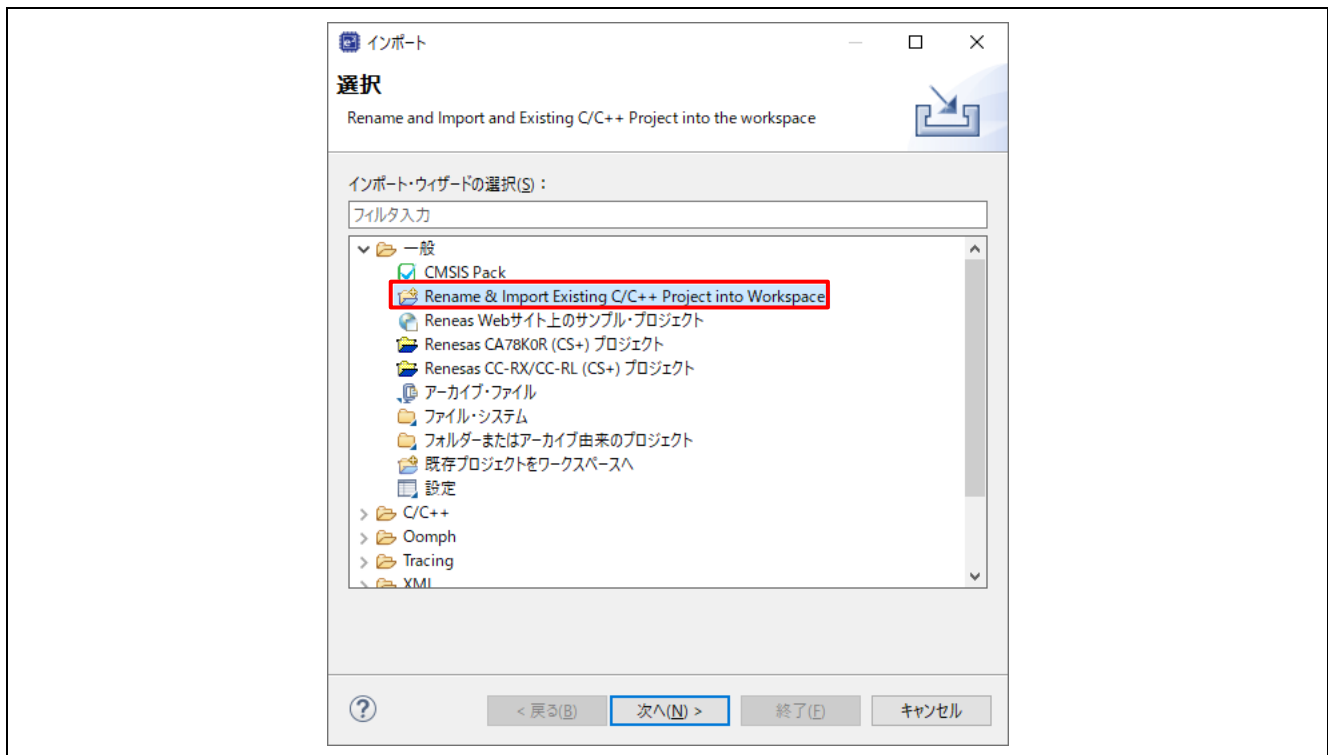 インポート
選択
Rename and Import and Existing C/C++ Project into the workspace
インポート・ウィザードの選択(S)：
フィルタ入力
一般
CMSIS Pack
Rename & Import Existing C/C++ Project into Workspace
Reneas Webサイト上のサンプル・プロジェクト
Renesas CA78K0R (CS+) プロジェクト
Renesas CC-RX/CC-RL (CS+) プロジェクト
アーカイブ・ファイル
ファイル・システム
フォルダーまたはアーカイブ由来のプロジェクト
既存プロジェクトをワークスペースへ
設定
C/C++
Oomph
Tracing
XML
< 戻る(B) 次へ(N) > 終了(F) キャンセル